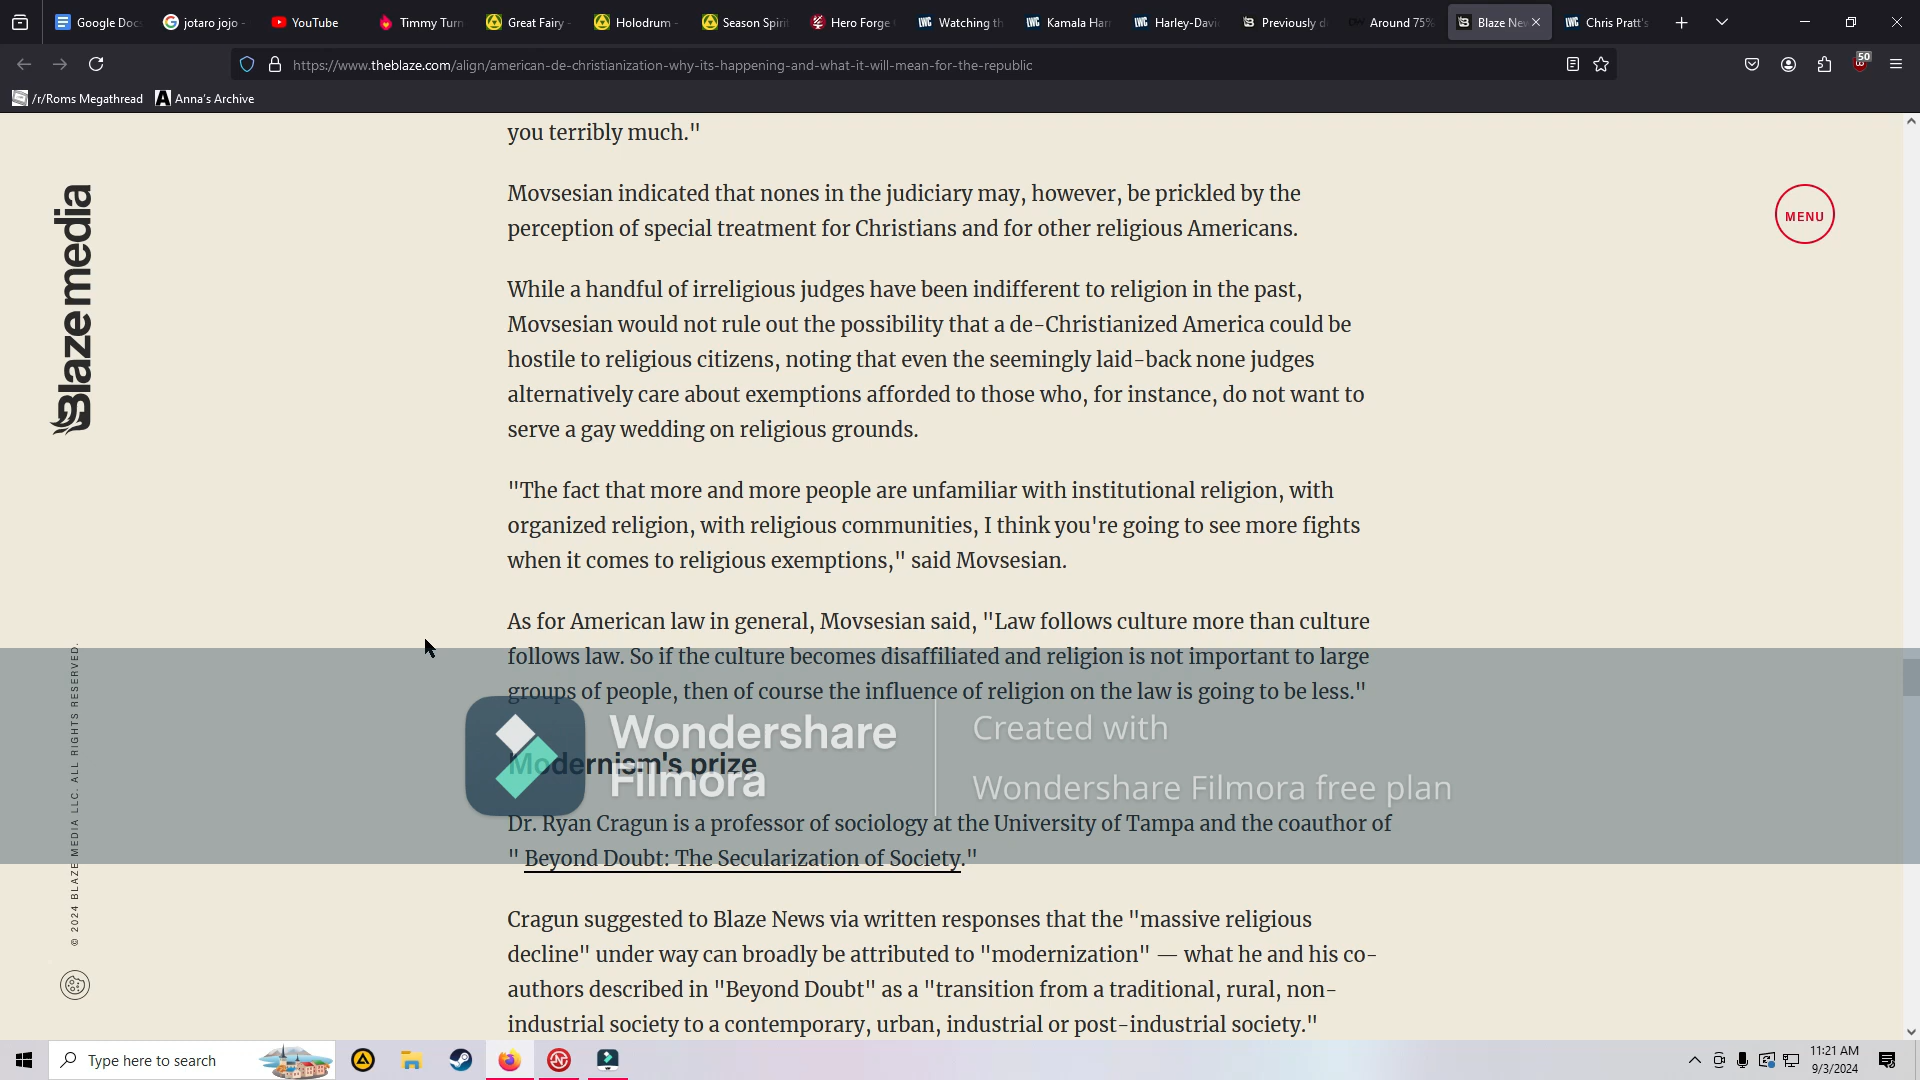 Google Doc
jotaro jojo -
YouTube
Timmy Turn
Great Fairy -
Holodrum -
Season Spirit
Hero Forge
Watching th
Kamala Har
Harley-Davi
Previously d
Around 75%
Blaze Ne
Chris Pratt's
https://www.theblaze.com/align/american-de-christianization-why-its-happening-and-what-it-will-mean-for-the-republic
50
/r/Roms Megathread
Anna's Archive
you terribly much."
Blaze media
MENU
Movsesian indicated that nones in the judiciary may, however, be prickled by the
perception of special treatment for Christians and for other religious Americans.
While a handful of irreligious judges have been indifferent to religion in the past,
Movsesian would not rule out the possibility that a de-Christianized America could be
hostile to religious citizens, noting that even the seemingly laid-back none judges
alternatively care about exemptions afforded to those who, for instance, do not want to
serve a gay wedding on religious grounds.
"The fact that more and more people are unfamiliar with institutional religion, with
organized religion, with religious communities, I think you're going to see more fights
when it comes to religious exemptions," said Movsesian.
As for American law in general, Movsesian said, "Law follows culture more than culture
follows law. So if the culture becomes disaffiliated and religion is not important to large
groups of people, then of course the influence of religion on the law is going to be less."
Modernism's prize
Wondershare
Filmora
Created with
Wondershare Filmora free plan
Dr. Ryan Cragun is a professor of sociology at the University of Tampa and the coauthor of
" Beyond Doubt: The Secularization of Society."
Cragun suggested to Blaze News via written responses that the "massive religious
decline" under way can broadly be attributed to "modernization" — what he and his co-
authors described in "Beyond Doubt" as a "transition from a traditional, rural, non-
industrial society to a contemporary, urban, industrial or post-industrial society."
© 2024 BLAZE MEDIA LLC. ALL RIGHTS RESERVED.
Type here to search
11:21 AM
9/3/2024